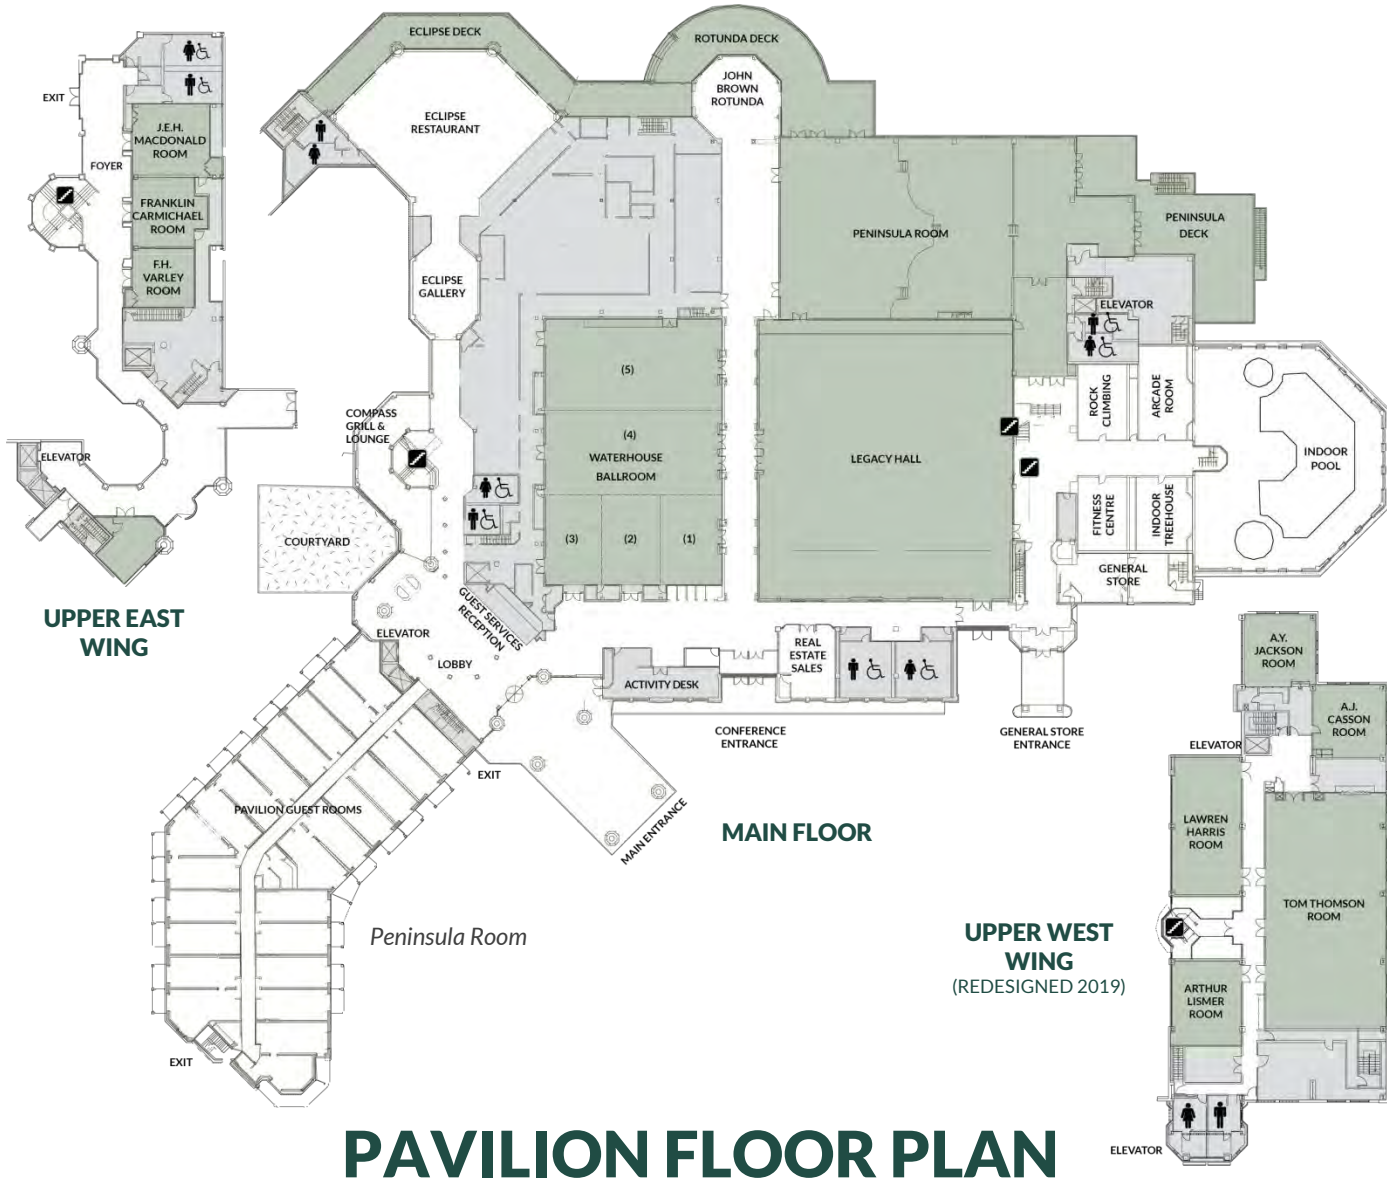 ECLIPSE DECK
ROTUNDA DECK
JOHN
BROWN
ROTUNDA
EXIT
ECLIPSE
RESTAURANT
J.E.H.
MACDONALD
ROOM
FOYER
FRANKLIN
CARMICHAEL
ROOM
F.H.
VARLEY
ROOM
PENINSULA ROOM
PENINSULA
DECK
ECLIPSE
GALLERY
ELEVATOR
(5)
ROCK
CLIMBING
ARCADE
ROOM
COMPASS
GRILL &
LOUNGE
(4)
WATERHOUSE
BALLROOM
LEGACY HALL
INDOOR
POOL
ELEVATOR
FITNESS
CENTRE
INDOOR
TREEHOUSE
COURTYARD
(3)
(2)
(1)
GENERAL
STORE
GUEST SERVICES
RECEPTION
UPPER EAST
WING
ELEVATOR
LOBBY
REAL
ESTATE
SALES
ACTIVITY DESK
A.Y.
JACKSON
ROOM
A.J.
CASSON
ROOM
CONFERENCE
ENTRANCE
GENERAL STORE
ENTRANCE
ELEVATOR
EXIT
PAVILION GUEST ROOMS
MAIN ENTRANCE
MAIN FLOOR
LAWREN
HARRIS
ROOM
TOM THOMSON
ROOM
Peninsula Room
UPPER WEST
WING
(REDESIGNED 2019)
ARTHUR
LISMER
ROOM
EXIT
ELEVATOR
PAVILION FLOOR PLAN